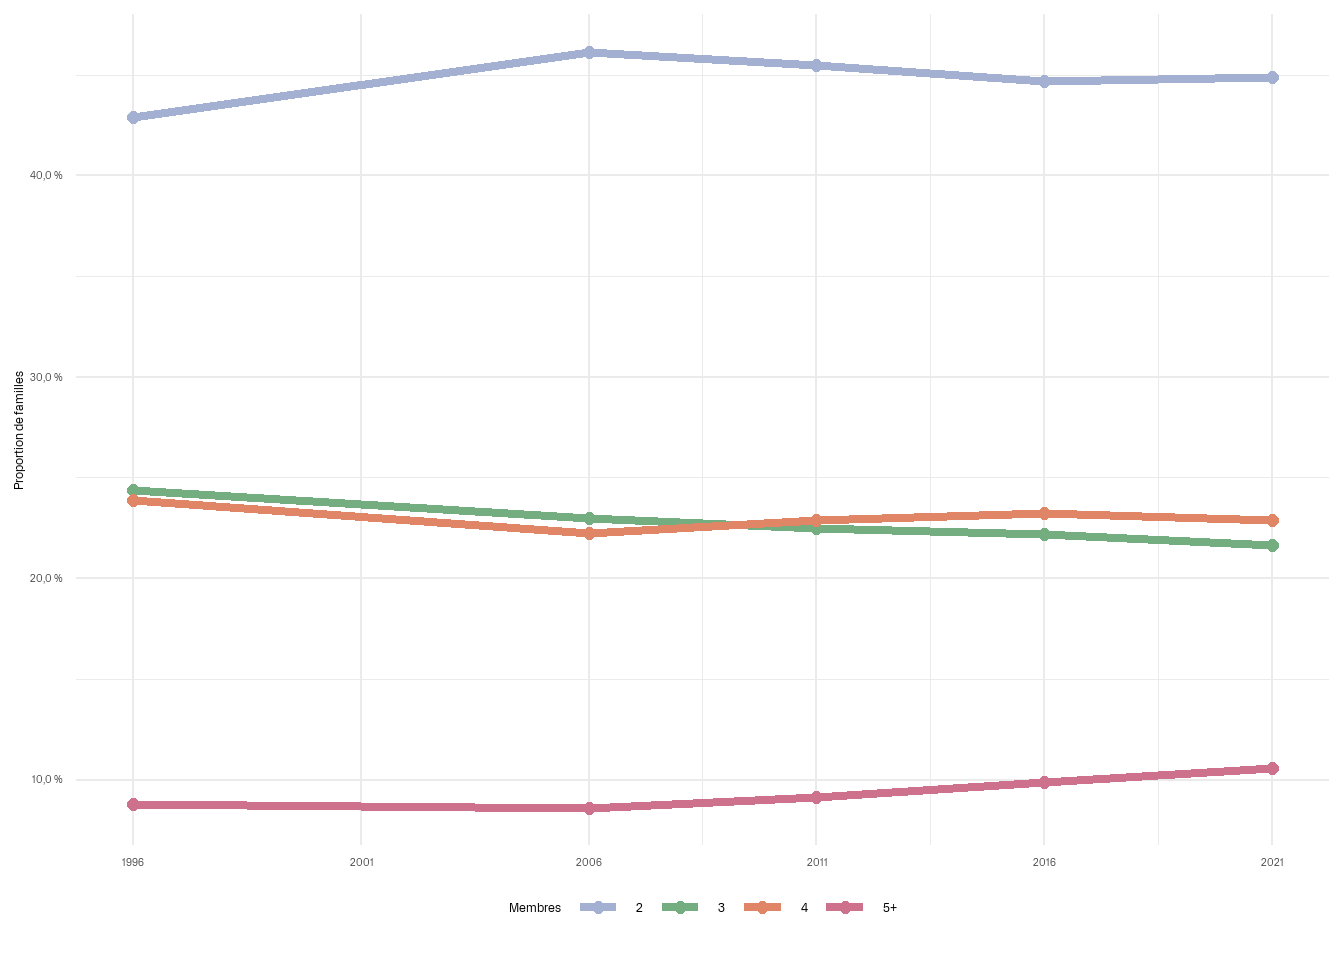 Proportion de familles
40,0 %
30,0 %
20,0 %
10,0 %
1996 2001 2006 2011 2016 2021
Membres 2 3 4 5+